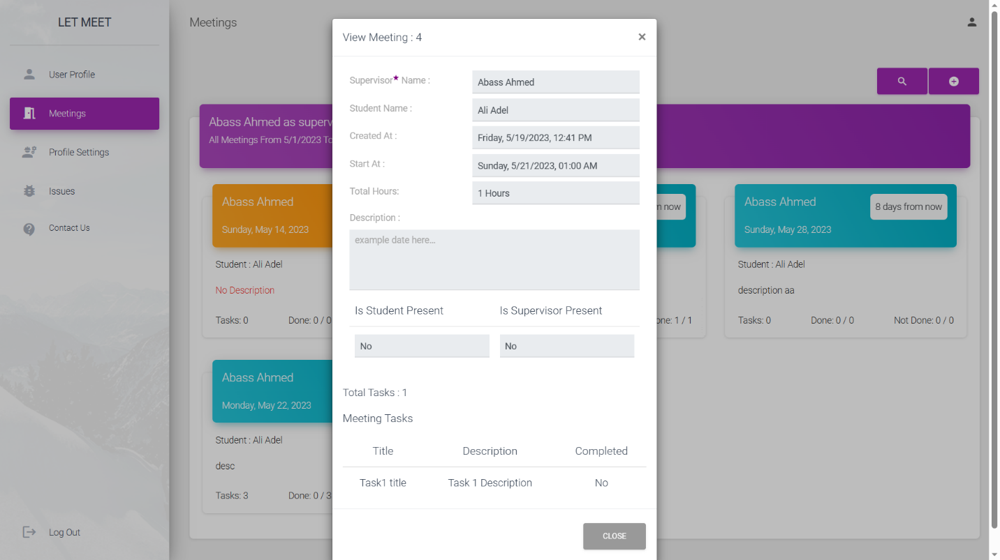 LET MEET
Meetings
User Profile
Meetings
Profile Settings
Issues
Contact Us
Log Out
Abass Ahmed as superv
All Meetings From 5/1/2023 To
Abass Ahmed
Sunday, May 14, 2023
Student : Ali Adel
No Description
Tasks: 0 Done: 0 / 0
Abass Ahmed
Monday, May 22, 2023
Student : Ali Adel
desc
Tasks: 3 Done: 0 / 3
View Meeting : 4 ×
Supervisor★ Name : Abass Ahmed
Student Name : Ali Adel
Created At : Friday, 5/19/2023, 12:41 PM
Start At : Sunday, 5/21/2023, 01:00 AM
Total Hours: 1 Hours
Description :
example date here...
Is Student Present Is Supervisor Present
No No
Total Tasks : 1
Meeting Tasks
Title Description Completed
Task1 title Task 1 Description No
CLOSE
now
one: 1 / 1
Abass Ahmed 8 days from now
Sunday, May 28, 2023
Student : Ali Adel
description aa
Tasks: 0 Done: 0 / 0 Not Done: 0 / 0